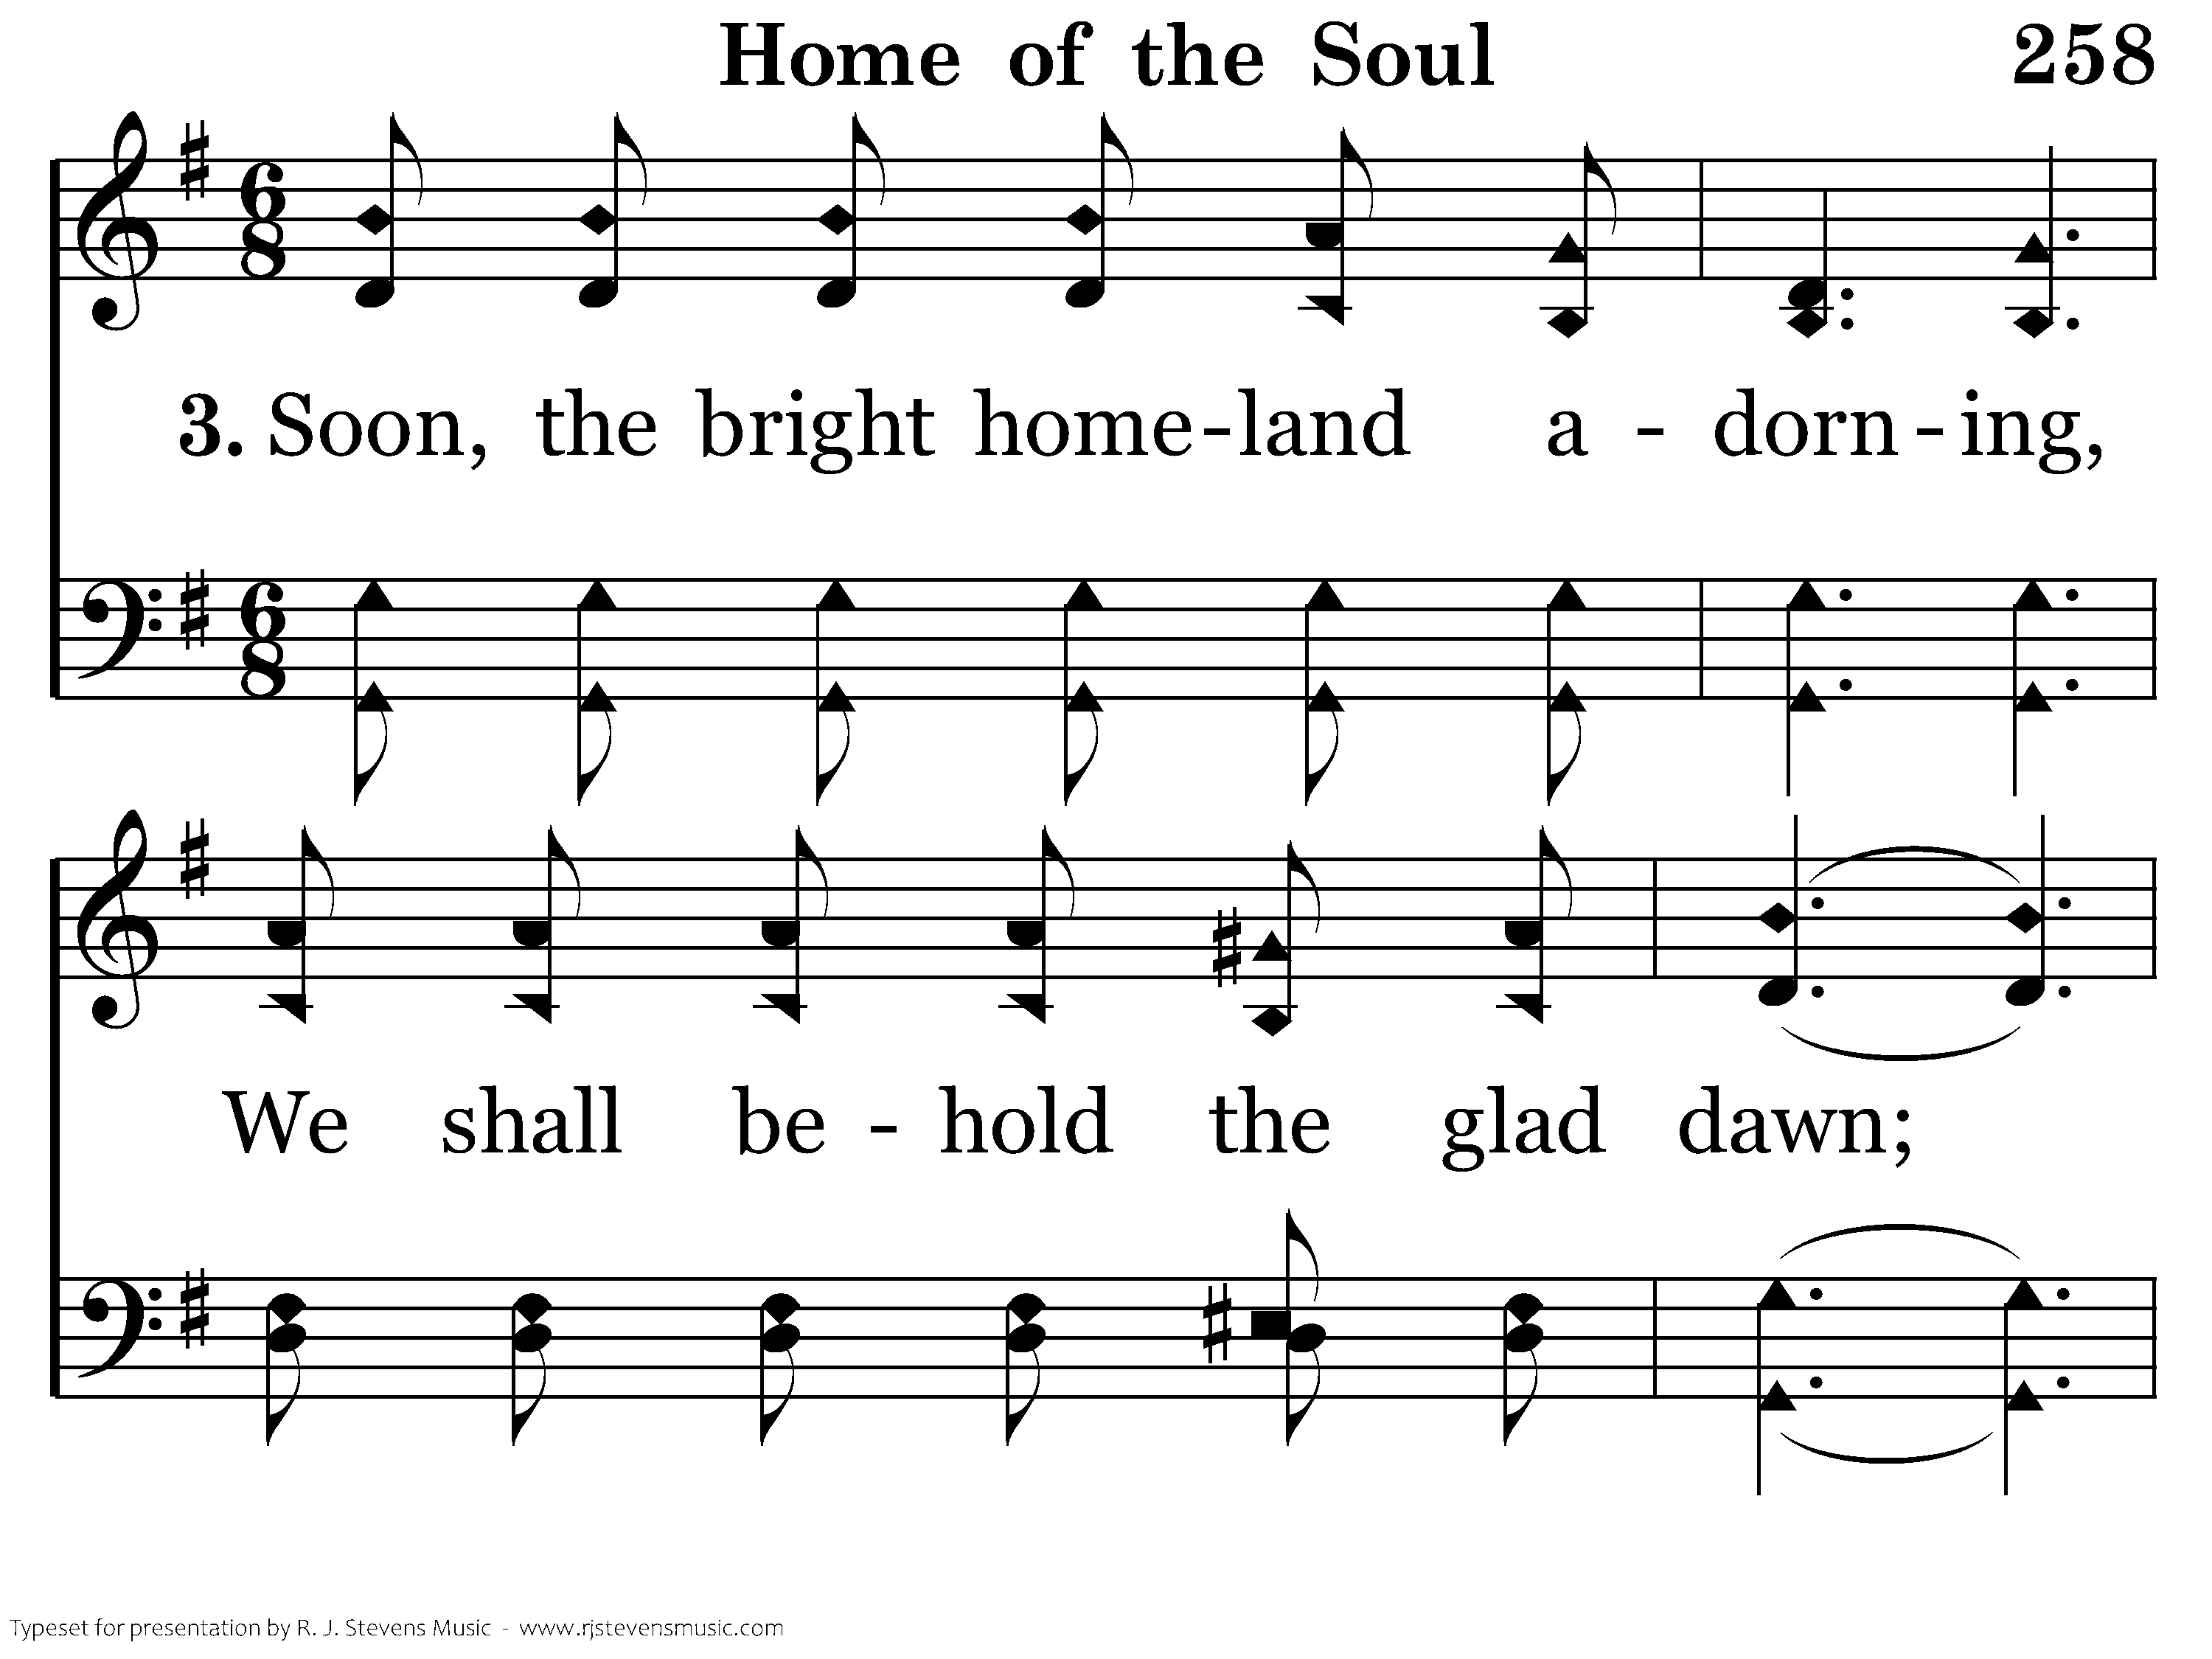 Home of the Soul 258
3. Soon, the bright home-land a - dorn - ing,
We shall be - hold the glad dawn;
Typeset for presentation by R. J. Stevens Music - www.rjstevensmusic.com